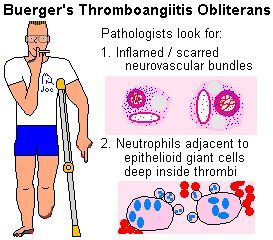 Buerger's Thromboangiitis Obliterans
Pathologists look for:
1. Inflamed / scarred
neurovascular bundles
Joe
2. Neutrophils adjacent to
epithelioid giant cells
deep inside thrombi